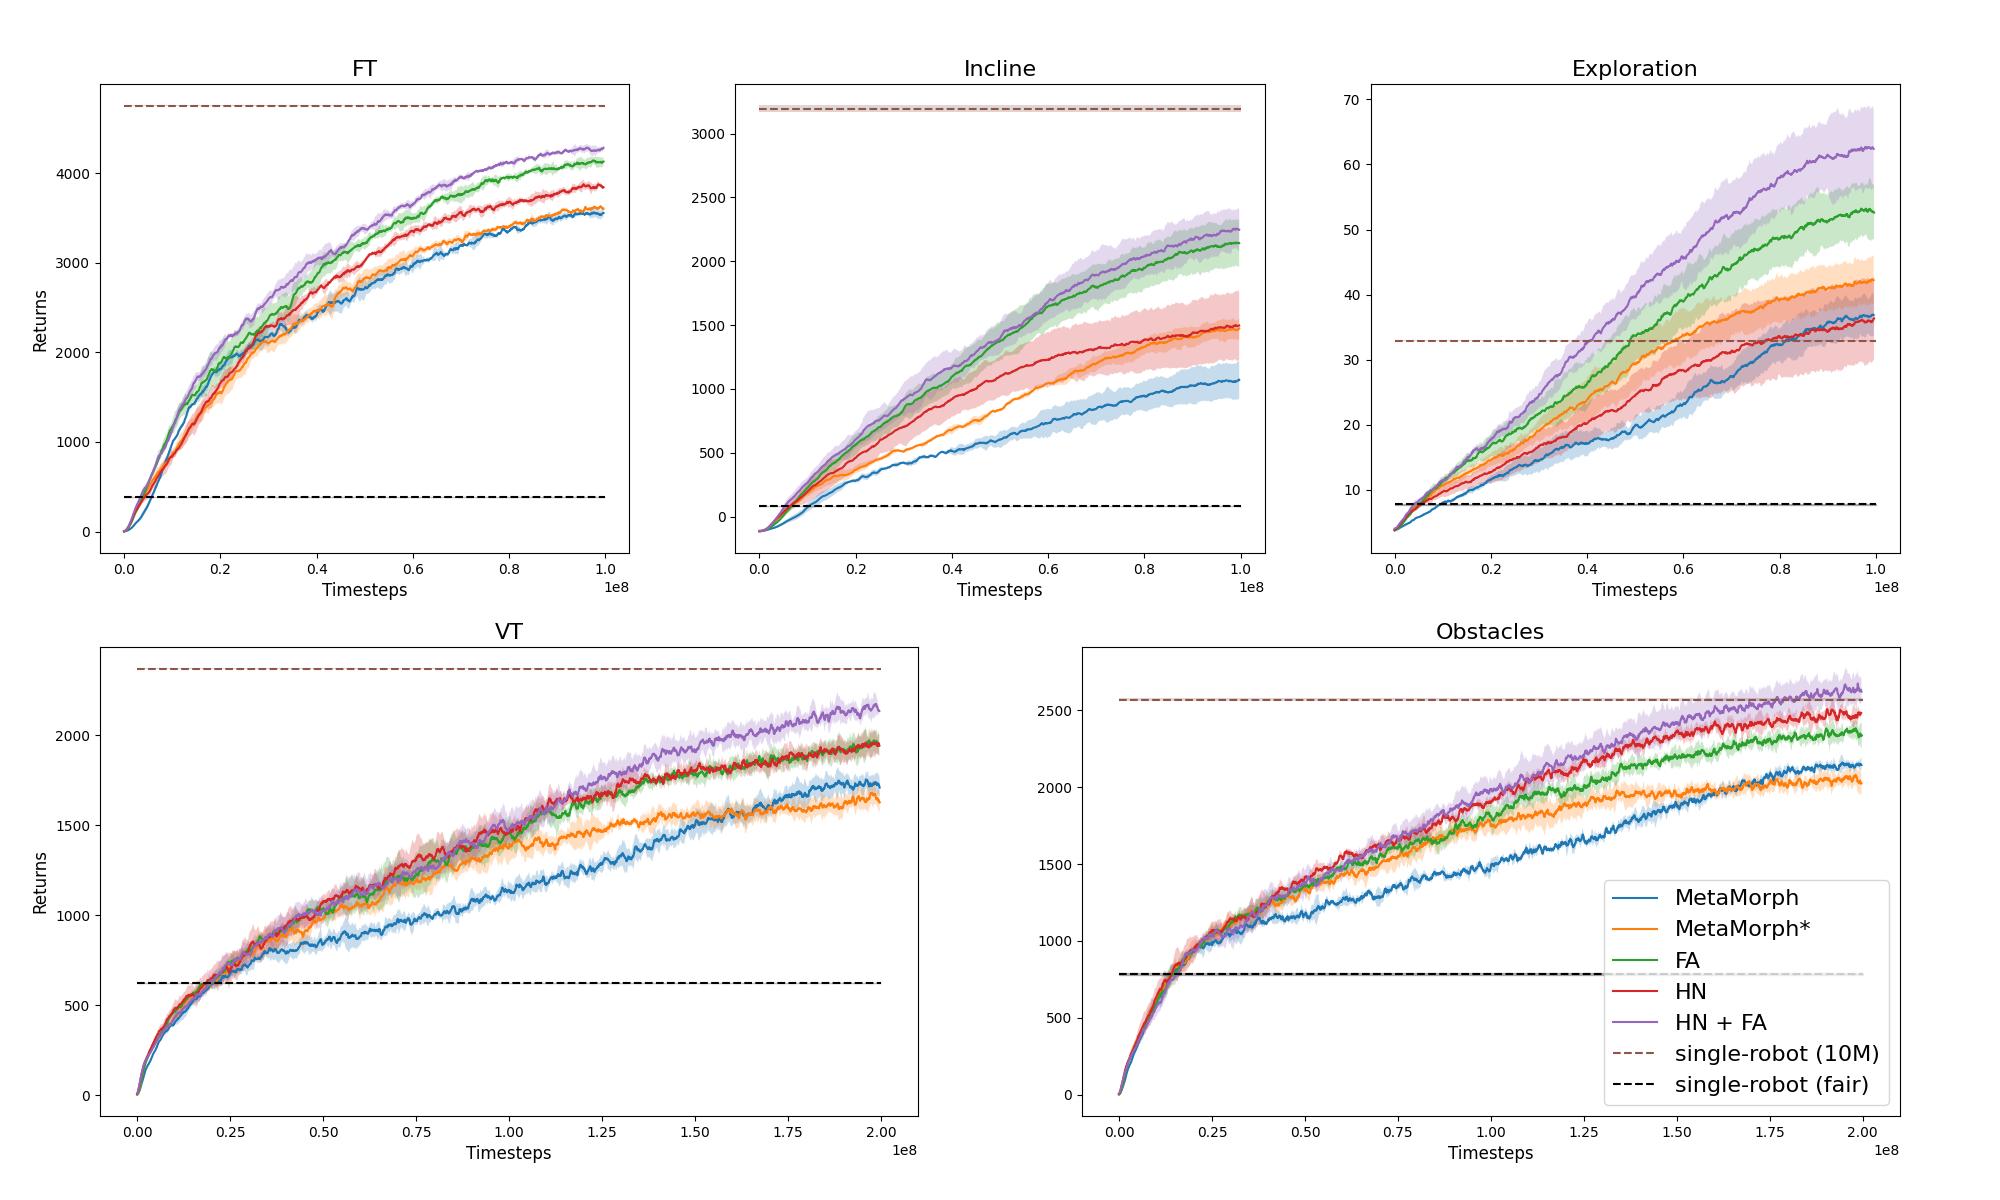 FT
Returns
4000
3000
2000
1000
0
0.0 0.2 0.4 0.6 0.8 1.0
1e8
Timesteps
Incline
3000
2500
2000
1500
1000
500
0
0.0 0.2 0.4 0.6 0.8 1.0
1e8
Timesteps
Exploration
70
60
50
40
30
20
10
0.0 0.2 0.4 0.6 0.8 1.0
1e8
Timesteps
VT
Returns
2000
1500
1000
500
0
0.00 0.25 0.50 0.75 1.00 1.25 1.50 1.75 2.00
1e8
Timesteps
Obstacles
2500
2000
1500
1000
500
0
0.00 0.25 0.50 0.75 1.00 1.25 1.50 1.75 2.00
1e8
Timesteps
MetaMorph
MetaMorph*
FA
HN
HN + FA
single-robot (10M)
single-robot (fair)